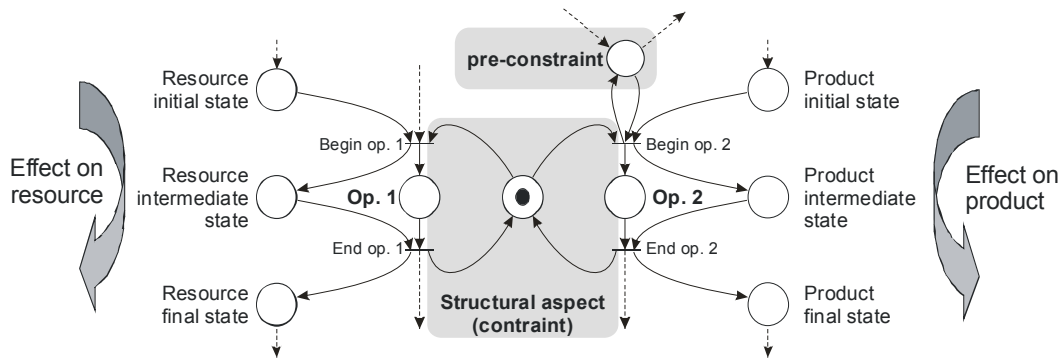 pre-constraint
Resource
initial state
Product
initial state
Begin op. 1
Begin op. 2
Effect on
resource
Resource
intermediate
state
Op. 1
Op. 2
Product
intermediate
state
Effect on
product
End op. 1
End op. 2
Resource
final state
Structural aspect
(contraint)
Product
final state